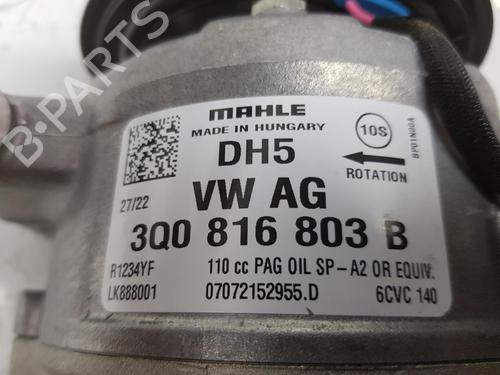 MAHLE
MADE IN HUNGARY
10S
BP01N00A
DH5
ROTATION
27/22
VW AG
3Q0 816 803 B
R1234YF
110 cc PAG OIL SP-A2 OR EQUIV.
LK888001
07072152955.D
6CVC 140
B-PARTS